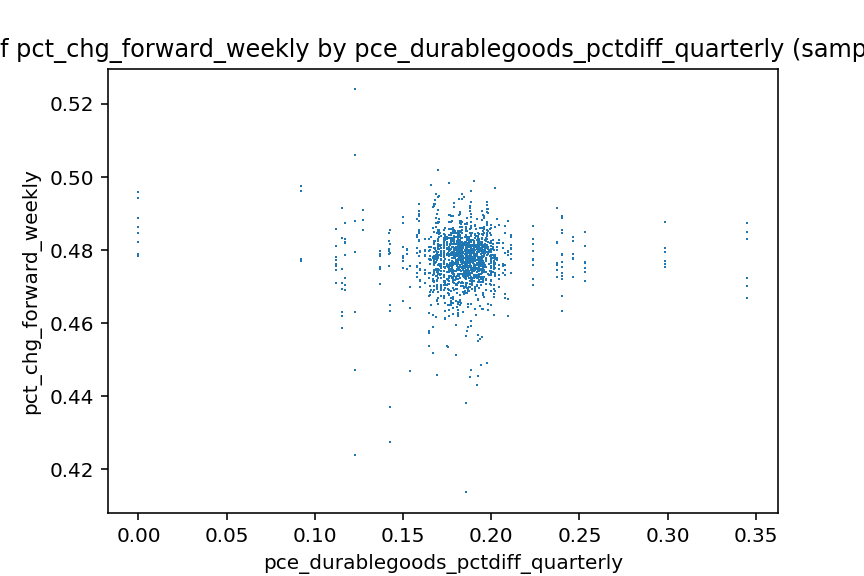 f pct_chg_forward_weekly by pce_durablegoods_pctdiff_quarterly (samp
0.52
0.50
0.48
0.46
0.44
0.42
pct_chg_forward_weekly
0.00 0.05 0.10 0.15 0.20 0.25 0.30 0.35
pce_durablegoods_pctdiff_quarterly